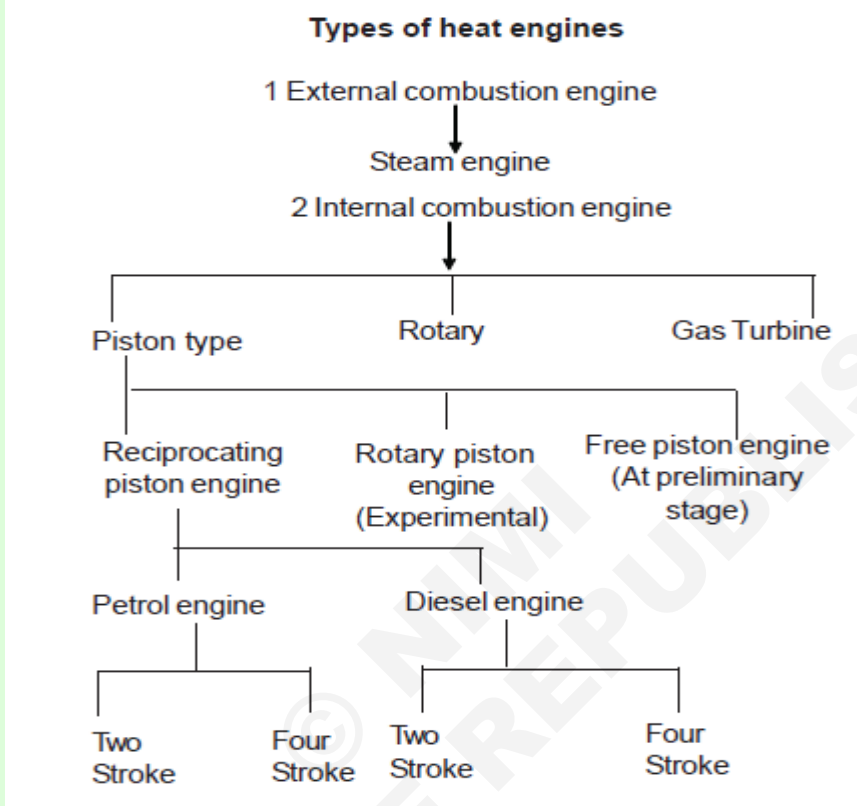 Types of heat engines
1 External combustion engine
Steam engine
2 Internal combustion engine
Piston type
Rotary
Gas Turbine
Reciprocating
piston engine
Rotary piston
engine
(Experimental)
Free piston engine
(At preliminary
stage)
Petrol engine
Diesel engine
Two
Stroke
Four
Stroke
Two
Stroke
Four
Stroke
© NIMI
E REPUBLIS